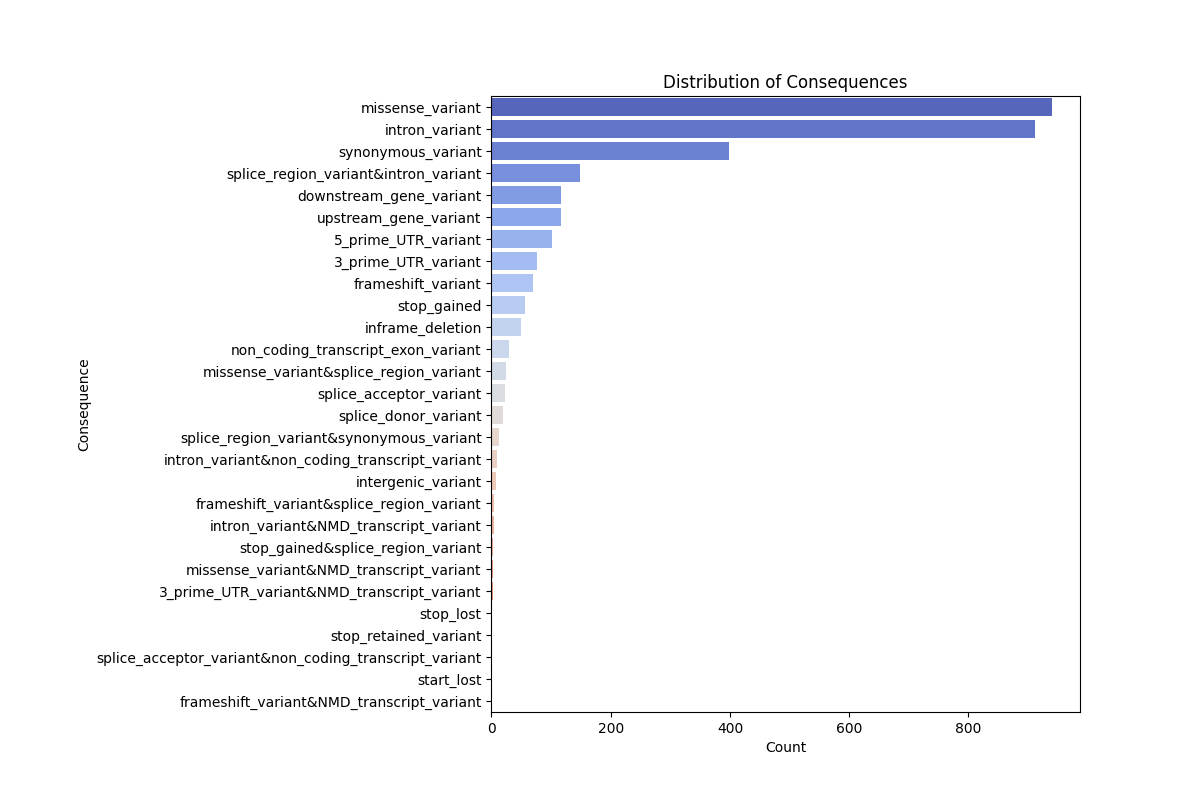 Distribution of Consequences
missense_variant
intron_variant
synonymous_variant
splice_region_variant&intron_variant
downstream_gene_variant
upstream_gene_variant
5_prime_UTR_variant
3_prime_UTR_variant
frameshift_variant
stop_gained
inframe_deletion
non_coding_transcript_exon_variant
missense_variant&splice_region_variant
splice_acceptor_variant
splice_donor_variant
splice_region_variant&synonymous_variant
intron_variant&non_coding_transcript_variant
intergenic_variant
frameshift_variant&splice_region_variant
intron_variant&NMD_transcript_variant
stop_gained&splice_region_variant
missense_variant&NMD_transcript_variant
3_prime_UTR_variant&NMD_transcript_variant
stop_lost
stop_retained_variant
splice_acceptor_variant&non_coding_transcript_variant
start_lost
frameshift_variant&NMD_transcript_variant
Consequence
0 200 400 600 800
Count